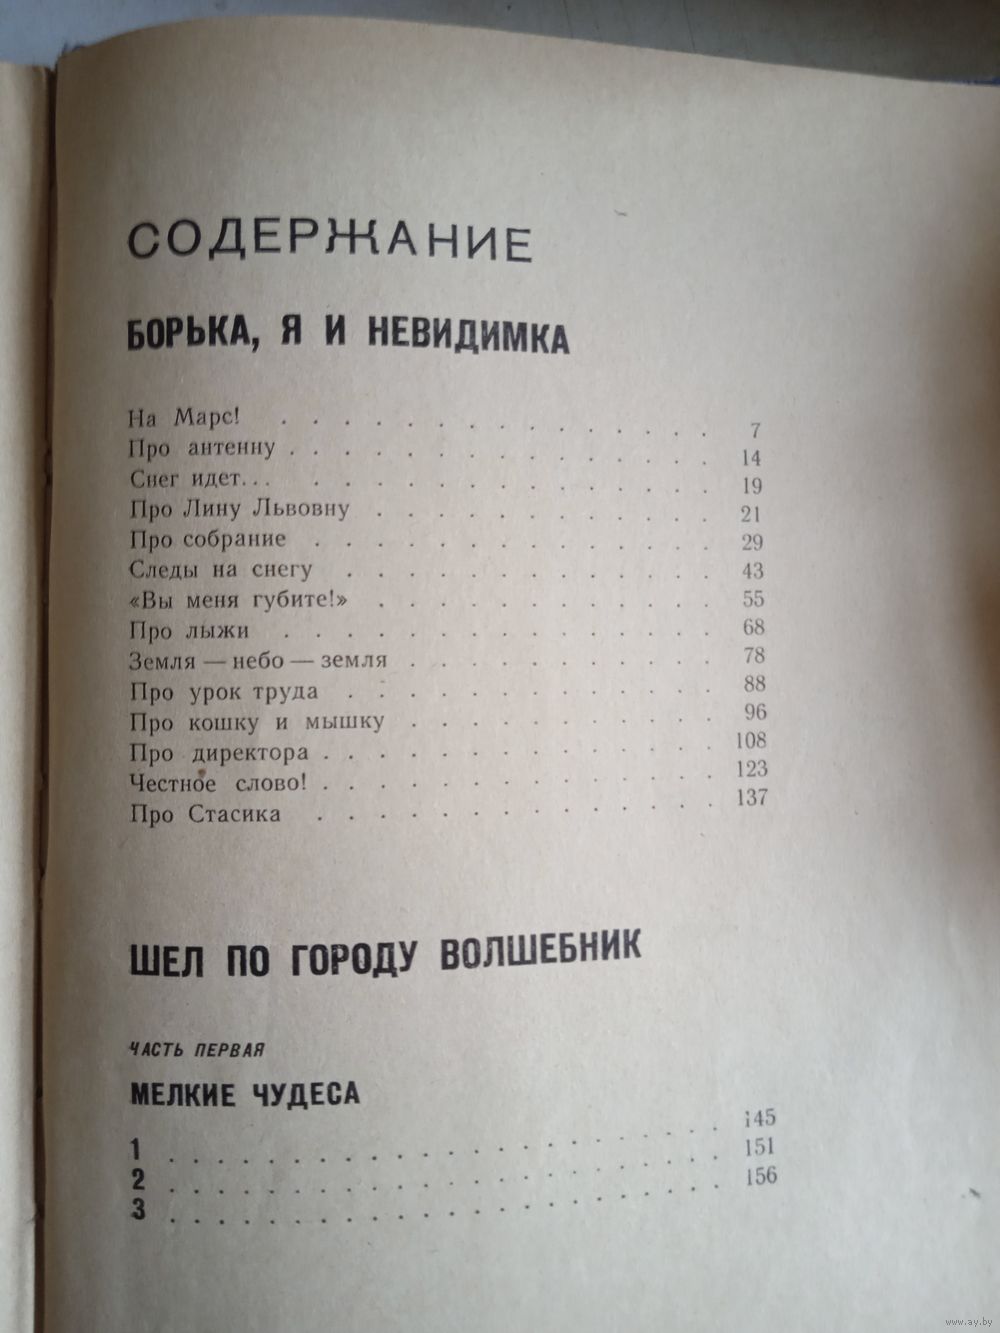 СОДЕРЖАНИЕ
БОРЬКА, Я И НЕВИДИМКА
На Марс! . . . . . . . . . . . . . . 7
Про антенну . . . . . . . . . . . . . . 14
Снег идет... . . . . . . . . . . . . . . 19
Про Лину Львовну . . . . . . . . . . . 21
Про собрание . . . . . . . . . . . . . 29
Следы на снегу . . . . . . . . . . . . 43
«Вы меня губите!» . . . . . . . . . . . 55
Про лыжи . . . . . . . . . . . . . . 68
Земля — небо — земля . . . . . . . . . . 78
Про урок труда . . . . . . . . . . . . 88
Про кошку и мышку . . . . . . . . . . 96
Про директора . . . . . . . . . . . . . 108
Честное слово! . . . . . . . . . . . . . 123
Про Стасика . . . . . . . . . . . . . 137
ШЕЛ ПО ГОРОДУ ВОЛШЕБНИК
ЧАСТЬ ПЕРВАЯ
МЕЛКИЕ ЧУДЕСА
1 . . . . . . . . . . . . . . . . . . 145
2 . . . . . . . . . . . . . . . . . . 151
3 . . . . . . . . . . . . . . . . . . 156
www.ay.by